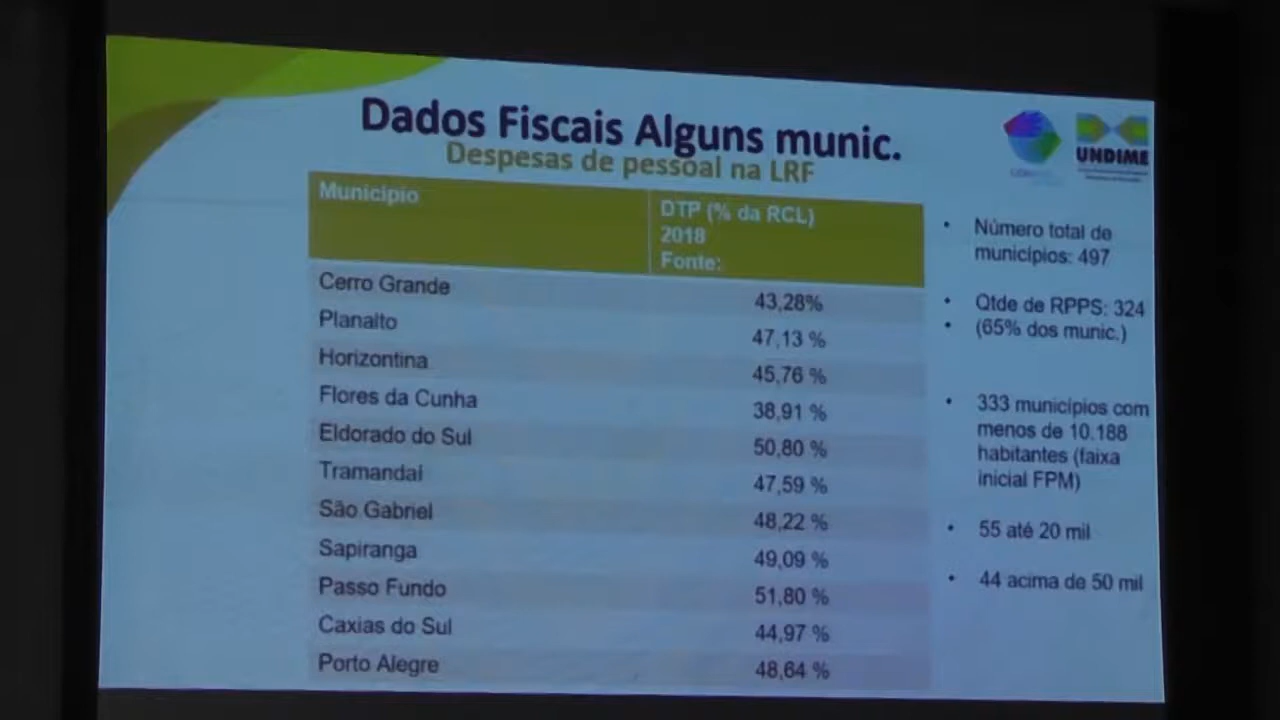 Dados Fiscais Alguns munic.
Despesas de pessoal na LRF
UNDIME
Município
DTP (% da RCL)
2018
Fonte:
Cerro Grande 43,28%
Planalto 47,13 %
Horizontina 45,76 %
Flores da Cunha 38,91 %
Eldorado do Sul 50,80 %
Tramandaí 47,59 %
São Gabriel 48,22 %
Sapiranga 49,09 %
Passo Fundo 51,80 %
Caxias do Sul 44,97 %
Porto Alegre 48,64 %
• Número total de
municípios: 497
• Qtde de RPPS: 324
• (65% dos munic.)
• 333 municípios com
menos de 10.188
habitantes (faixa
inicial FPM)
• 55 até 20 mil
• 44 acima de 50 mil